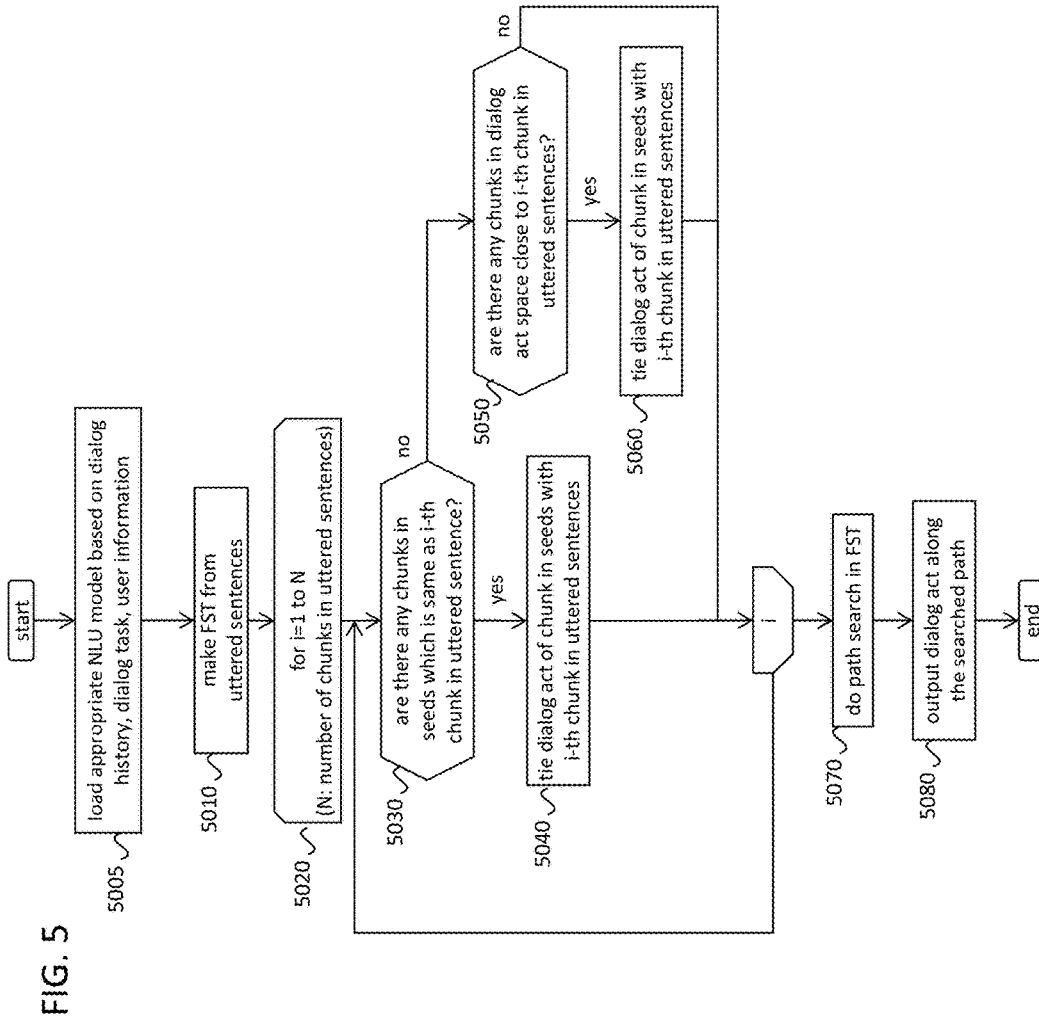 FIG. 5
start
load appropriate NLU model based on dialog
history, dialog task, user information
5005
make FST from
uttered sentences
5010
for i=1 to N
(N: number of chunks in uttered sentences)
5020
are there any chunks in
seeds which is same as i-th
chunk in uttered sentence?
5030
no
yes
tie dialog act of chunk in seeds with
i-th chunk in uttered sentences
5040
are there any chunks in dialog
act space close to i-th chunk in
uttered sentences?
5050
no
yes
tie dialog act of chunk in seeds with
i-th chunk in uttered sentences
5060
i
do path search in FST
5070
output dialog act along
the searched path
5080
end